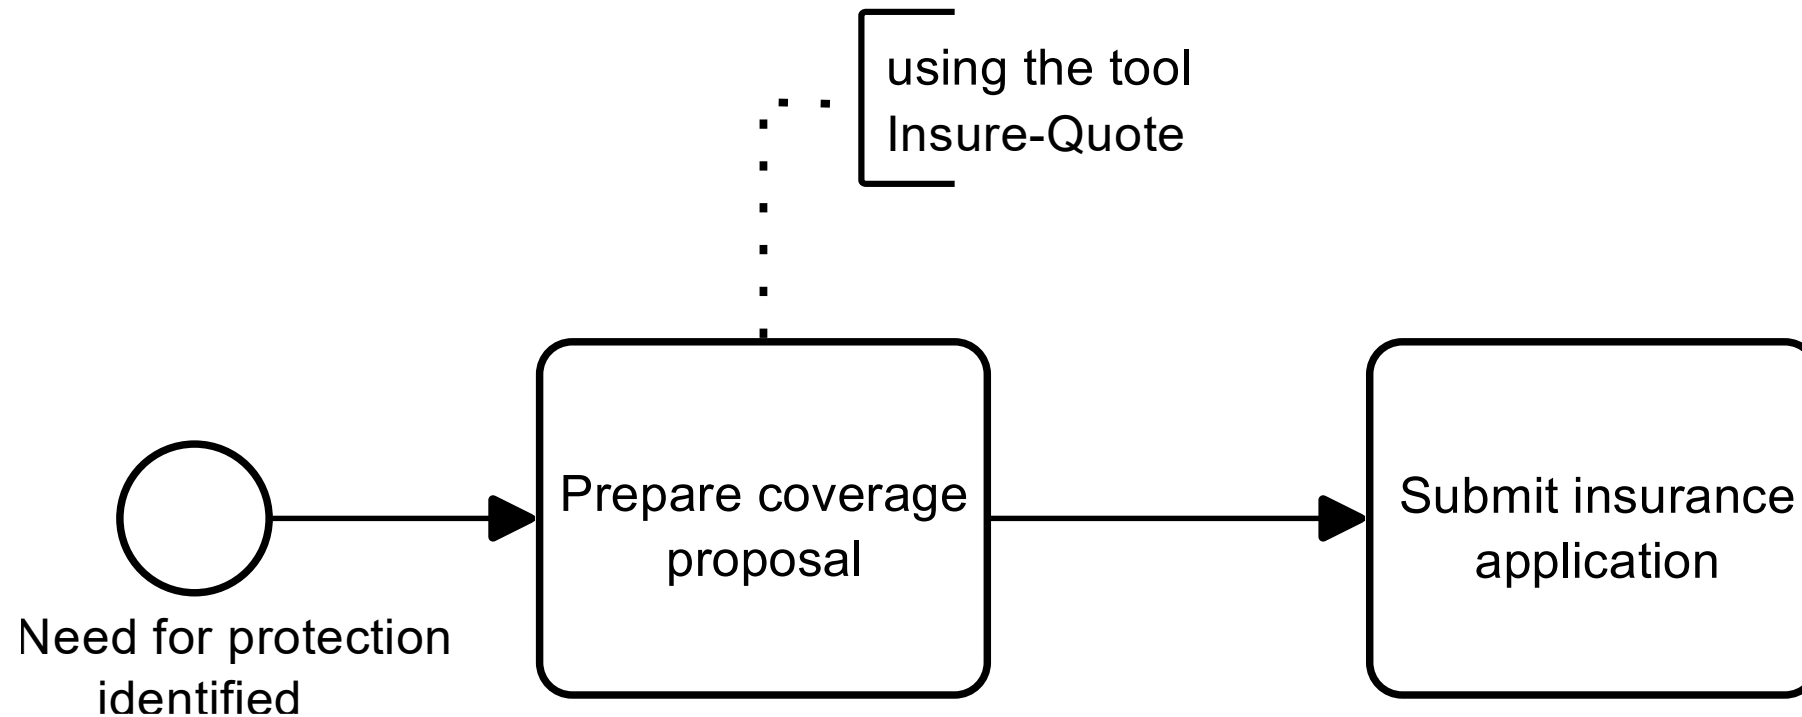 using the tool
Insure-Quote
Prepare coverage
proposal
Submit insurance
application
Need for protection
identified